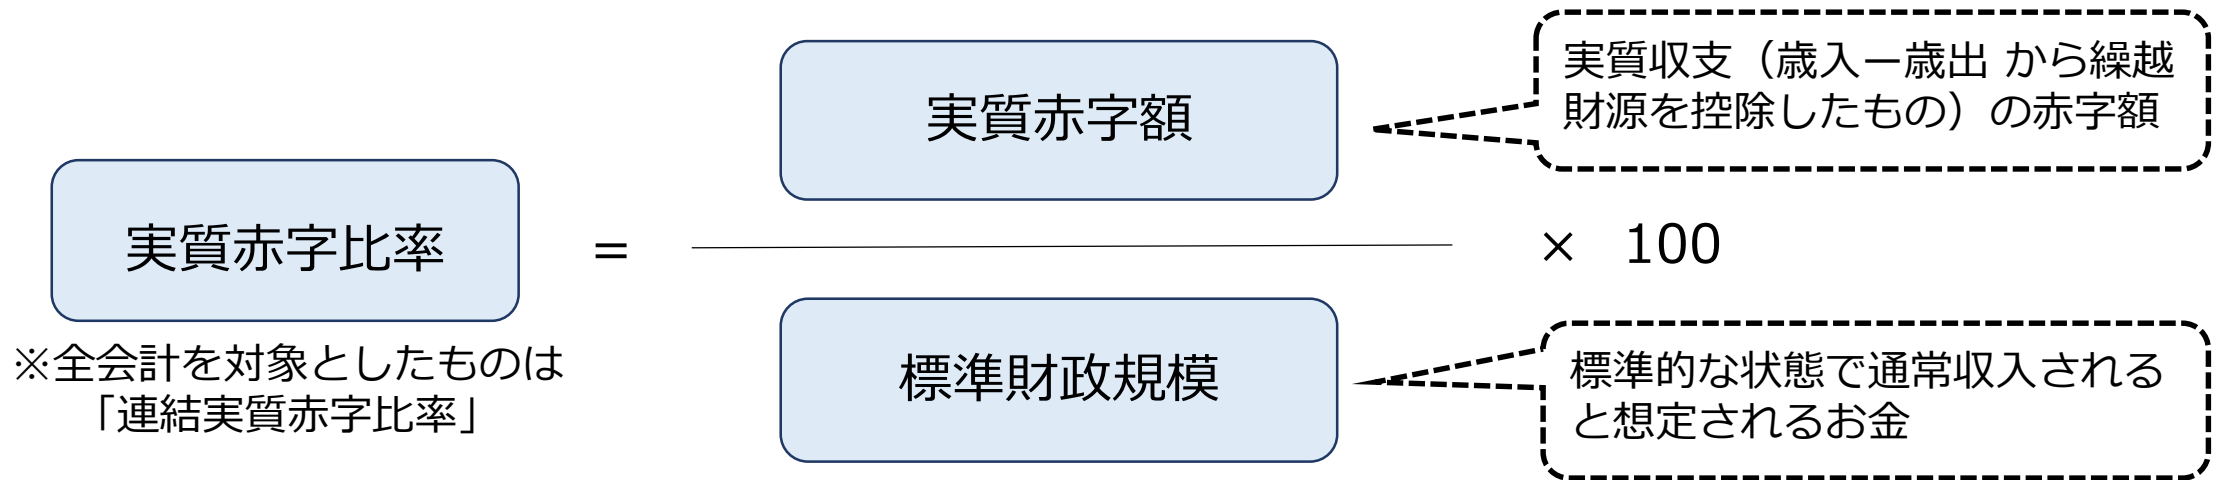 実質赤字比率
※全会計を対象としたものは
「連結実質赤字比率」
=
実質赤字額
標準財政規模
× 100
実質収支（歳入ー歳出 から繰越
財源を控除したもの）の赤字額
標準的な状態で通常収入される
と想定されるお金